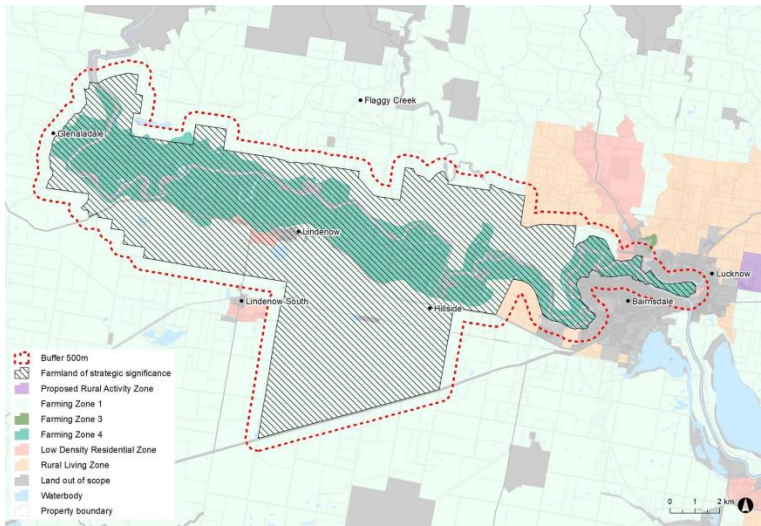 Flaggy Creek
Glenaladale
Lindenow
Lucknow
Lindenow South
Hillside
Bairnsdale
Buffer 500m
Farmland of strategic significance
Proposed Rural Activity Zone
Farming Zone 1
Farming Zone 3
Farming Zone 4
Low Density Residential Zone
Rural Living Zone
Land out of scope
Waterbody
Property boundary
0 1 2 km